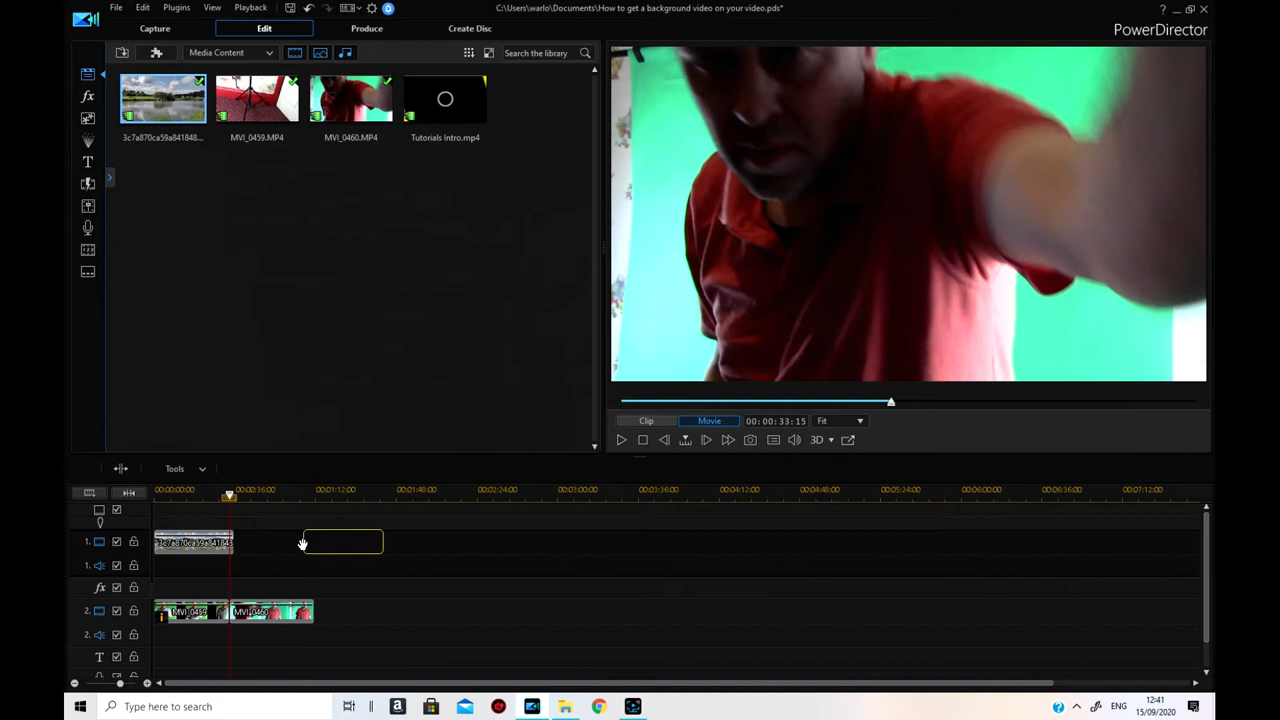 File Edit Plugins View Playback
C:\Users\warlo\Documents\How to get a background video on your video.pds*
Capture Edit Produce Create Disc
PowerDirector
Media Content
Search the library
3c7a870ca59a841848... MVI_0459.MP4 MVI_0460.MP4 Tutorials Intro.mp4
Clip Movie 00:00:33:15 Fit
3D
Tools
00:00:00:00 00:00:36:00 00:01:12:00 00:01:48:00 00:02:24:00 00:03:00:00 00:03:36:00 00:04:12:00 00:04:48:00 00:05:24:00 00:06:00:00 00:06:36:00 00:07:12:00
1. 3c7a870ca59a841848
1.
fx
2. MVI_0459 MVI_0460
2.
T
Type here to search
ENG
12:41
15/09/2020